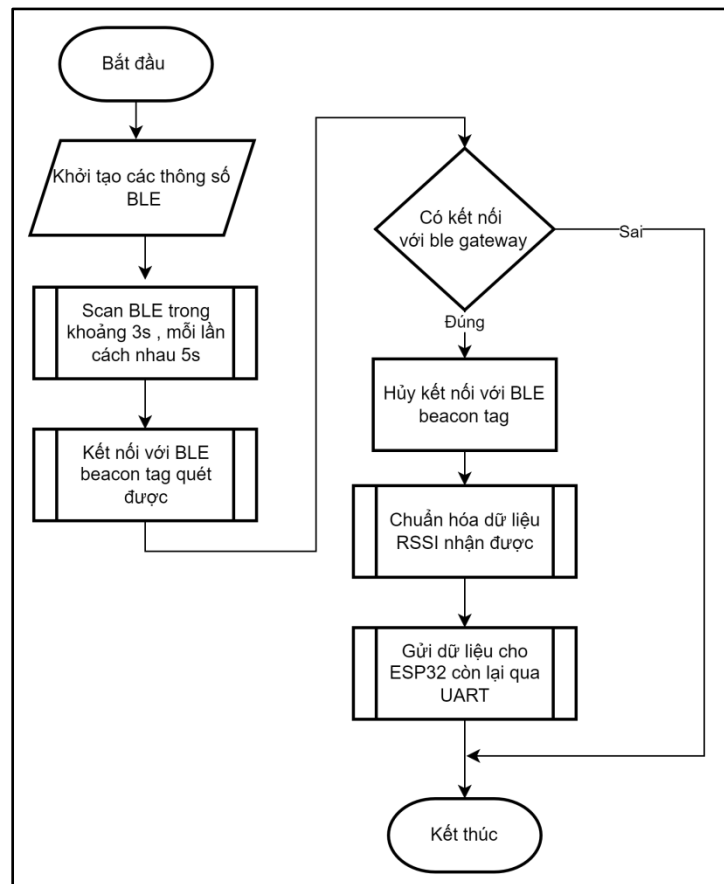 Bắt đầu
Khởi tạo các thông số
BLE
Scan BLE trong
khoảng 3s , mỗi lần
cách nhau 5s
Kết nối với BLE
beacon tag quét
được
Có kết nối
với ble gateway
Sai
Đúng
Hủy kết nối với BLE
beacon tag
Chuẩn hóa dữ liệu
RSSI nhận được
Gửi dữ liệu cho
ESP32 còn lại qua
UART
Kết thúc